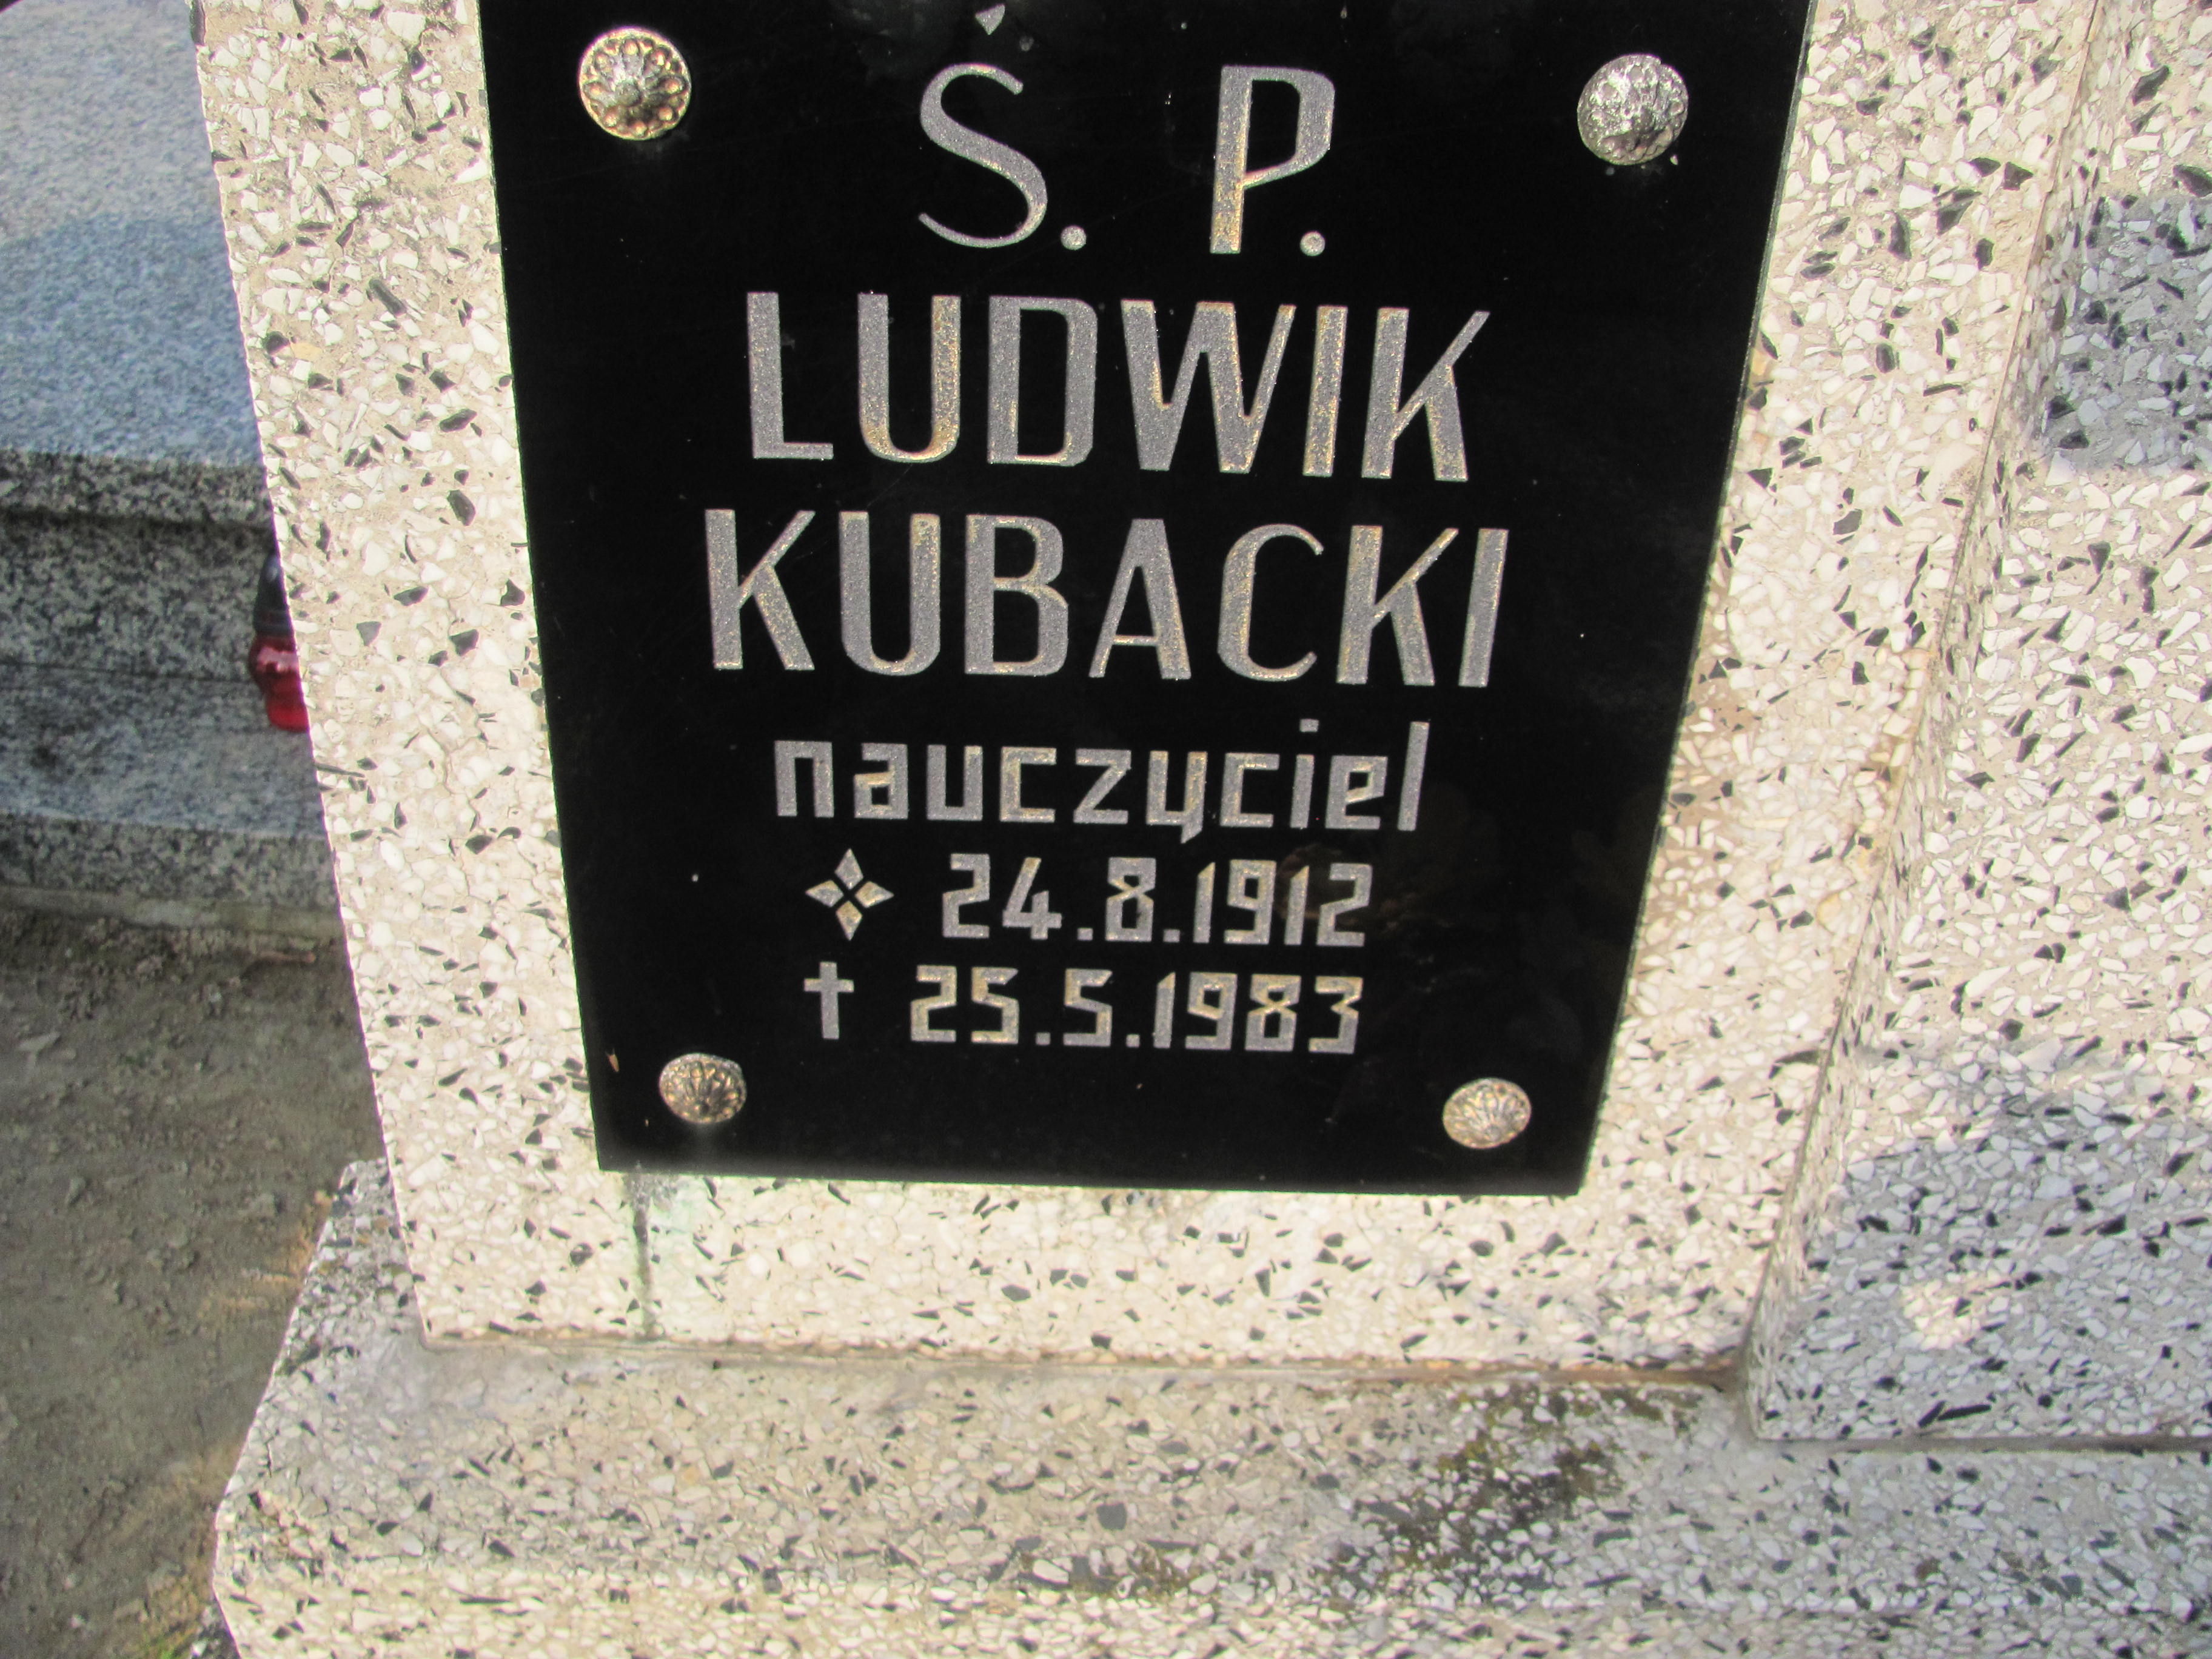 Ś. P.
LUDWIK
KUBACKI
nauczyciel
24.8.1912
✝ 25.5.1983